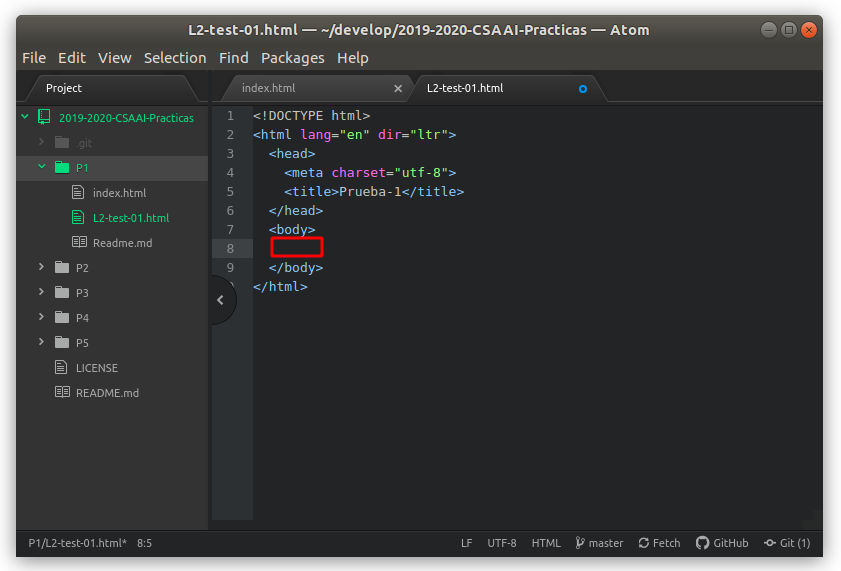 L2-test-01.html — ~/develop/2019-2020-CSAAI-Practicas — Atom
File Edit View Selection Find Packages Help
Project
index.html
L2-test-01.html
2019-2020-CSAAI-Practicas
.git
P1
index.html
L2-test-01.html
Readme.md
P2
P3
P4
P5
LICENSE
README.md
1 <!DOCTYPE html>
2 <html lang="en" dir="ltr">
3 <head>
4 <meta charset="utf-8">
5 <title>Prueba-1</title>
6 </head>
7 <body>
8
9 </body>
</html>
P1/L2-test-01.html* 8:5 LF UTF-8 HTML master Fetch GitHub Git (1)